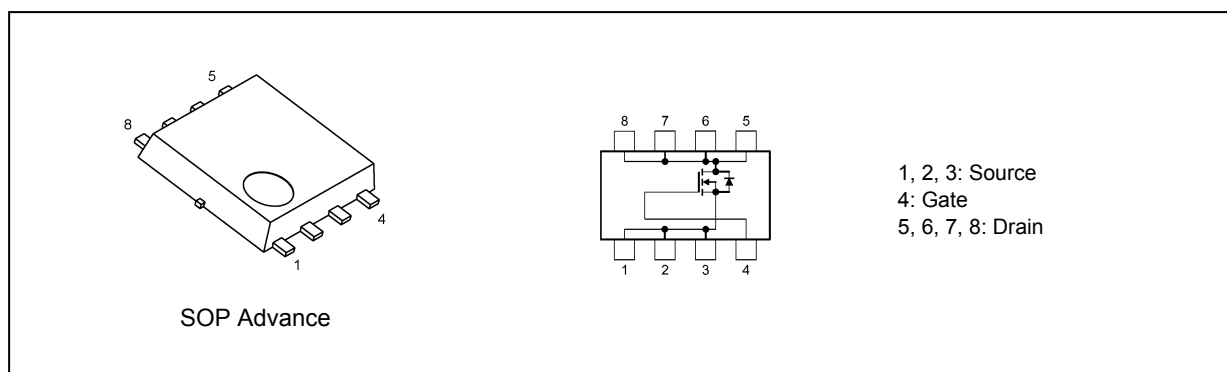 5
8
4
1
SOP Advance
8 7 6 5
1 2 3 4
1, 2, 3: Source
4: Gate
5, 6, 7, 8: Drain